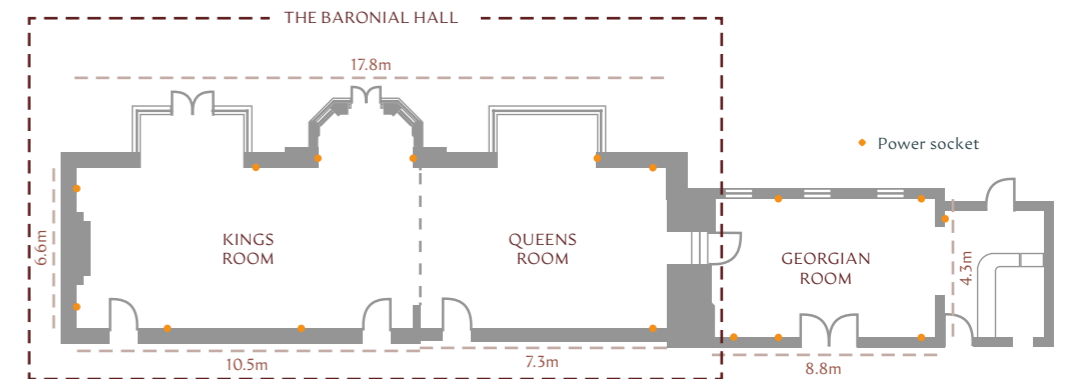 THE BARONIAL HALL
17.8m
Power socket
6.6m
KINGS
ROOM
QUEENS
ROOM
GEORGIAN
ROOM
4.3m
10.5m
7.3m
8.8m